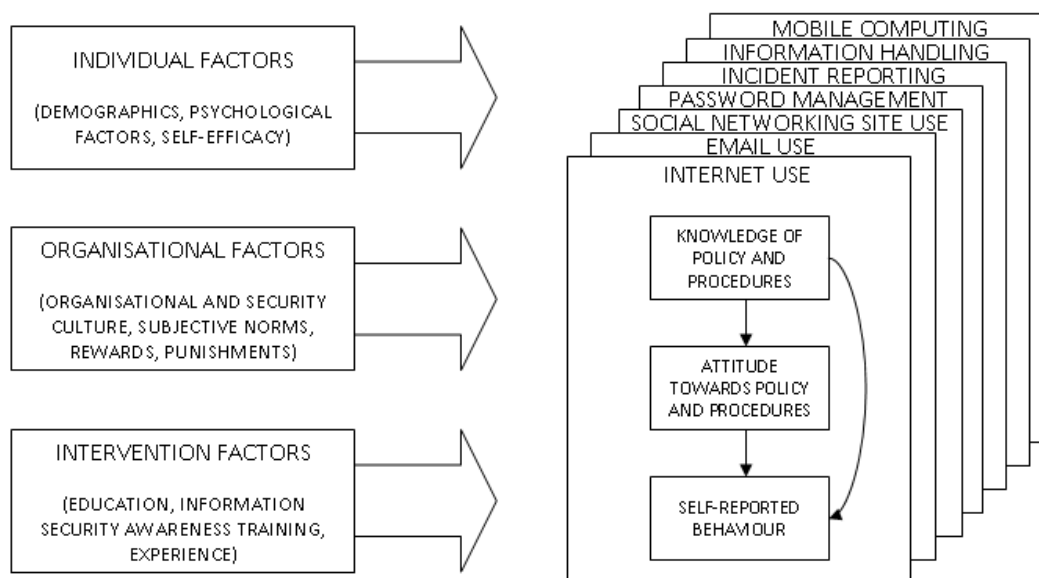 INDIVIDUAL FACTORS
(DEMOGRAPHICS, PSYCHOLOGICAL
FACTORS, SELF-EFFICACY)
ORGANISATIONAL FACTORS
(ORGANISATIONAL AND SECURITY
CULTURE, SUBJECTIVE NORMS,
REWARDS, PUNISHMENTS)
INTERVENTION FACTORS
(EDUCATION, INFORMATION
SECURITY AWARENESS TRAINING,
EXPERIENCE)
MOBILE COMPUTING
INFORMATION HANDLING
INCIDENT REPORTING
PASSWORD MANAGEMENT
SOCIAL NETWORKING SITE USE
EMAIL USE
INTERNET USE
KNOWLEDGE OF
POLICY AND
PROCEDURES
ATTITUDE
TOWARDS POLICY
AND PROCEDURES
SELF-REPORTED
BEHAVIOUR